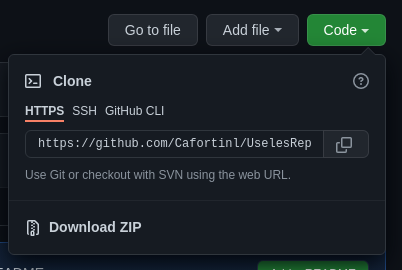 Go to file Add file Code
Clone
HTTPS SSH GitHub CLI
https://github.com/Cafortinl/UselesRep
Use Git or checkout with SVN using the web URL.
Download ZIP